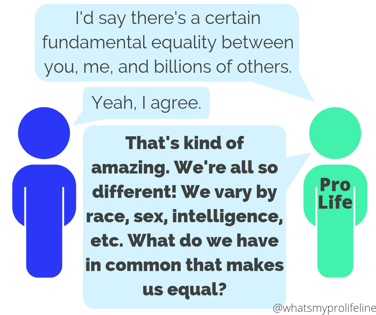 I'd say there's a certain
fundamental equality between
you, me, and billions of others.
Yeah, I agree.
That's kind of
amazing. We're all so
different! We vary by
race, sex, intelligence,
etc. What do we have
in common that makes
us equal?
Pro
Life
@whatsmyprolifeline